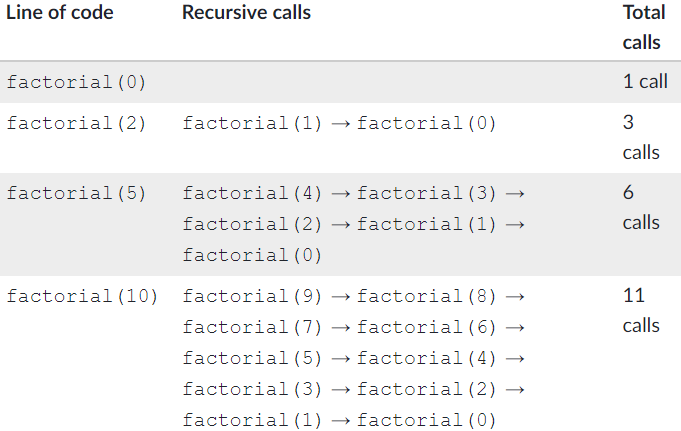 Line of code Recursive calls Total
calls
factorial(0) 1 call
factorial(2) factorial(1) → factorial(0) 3
calls
factorial(5) factorial(4) → factorial(3) → 6
factorial(2) → factorial(1) → calls
factorial(0)
factorial(10) factorial(9) → factorial(8) → 11
factorial(7) → factorial(6) → calls
factorial(5) → factorial(4) →
factorial(3) → factorial(2) →
factorial(1) → factorial(0)